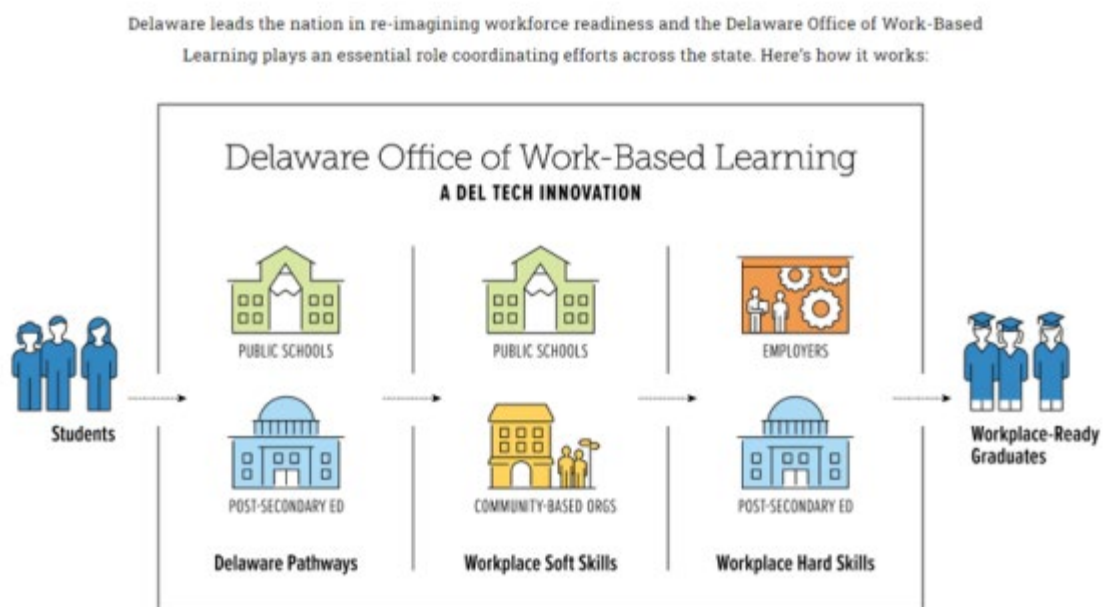 Delaware leads the nation in re-imagining workforce readiness and the Delaware Office of Work-Based
Learning plays an essential role coordinating efforts across the state. Here's how it works:
Delaware Office of Work-Based Learning
A DEL TECH INNOVATION
PUBLIC SCHOOLS
PUBLIC SCHOOLS
EMPLOYERS
Students
Workplace-Ready
Graduates
POST-SECONDARY ED
COMMUNITY-BASED ORGS
POST-SECONDARY ED
Delaware Pathways
Workplace Soft Skills
Workplace Hard Skills